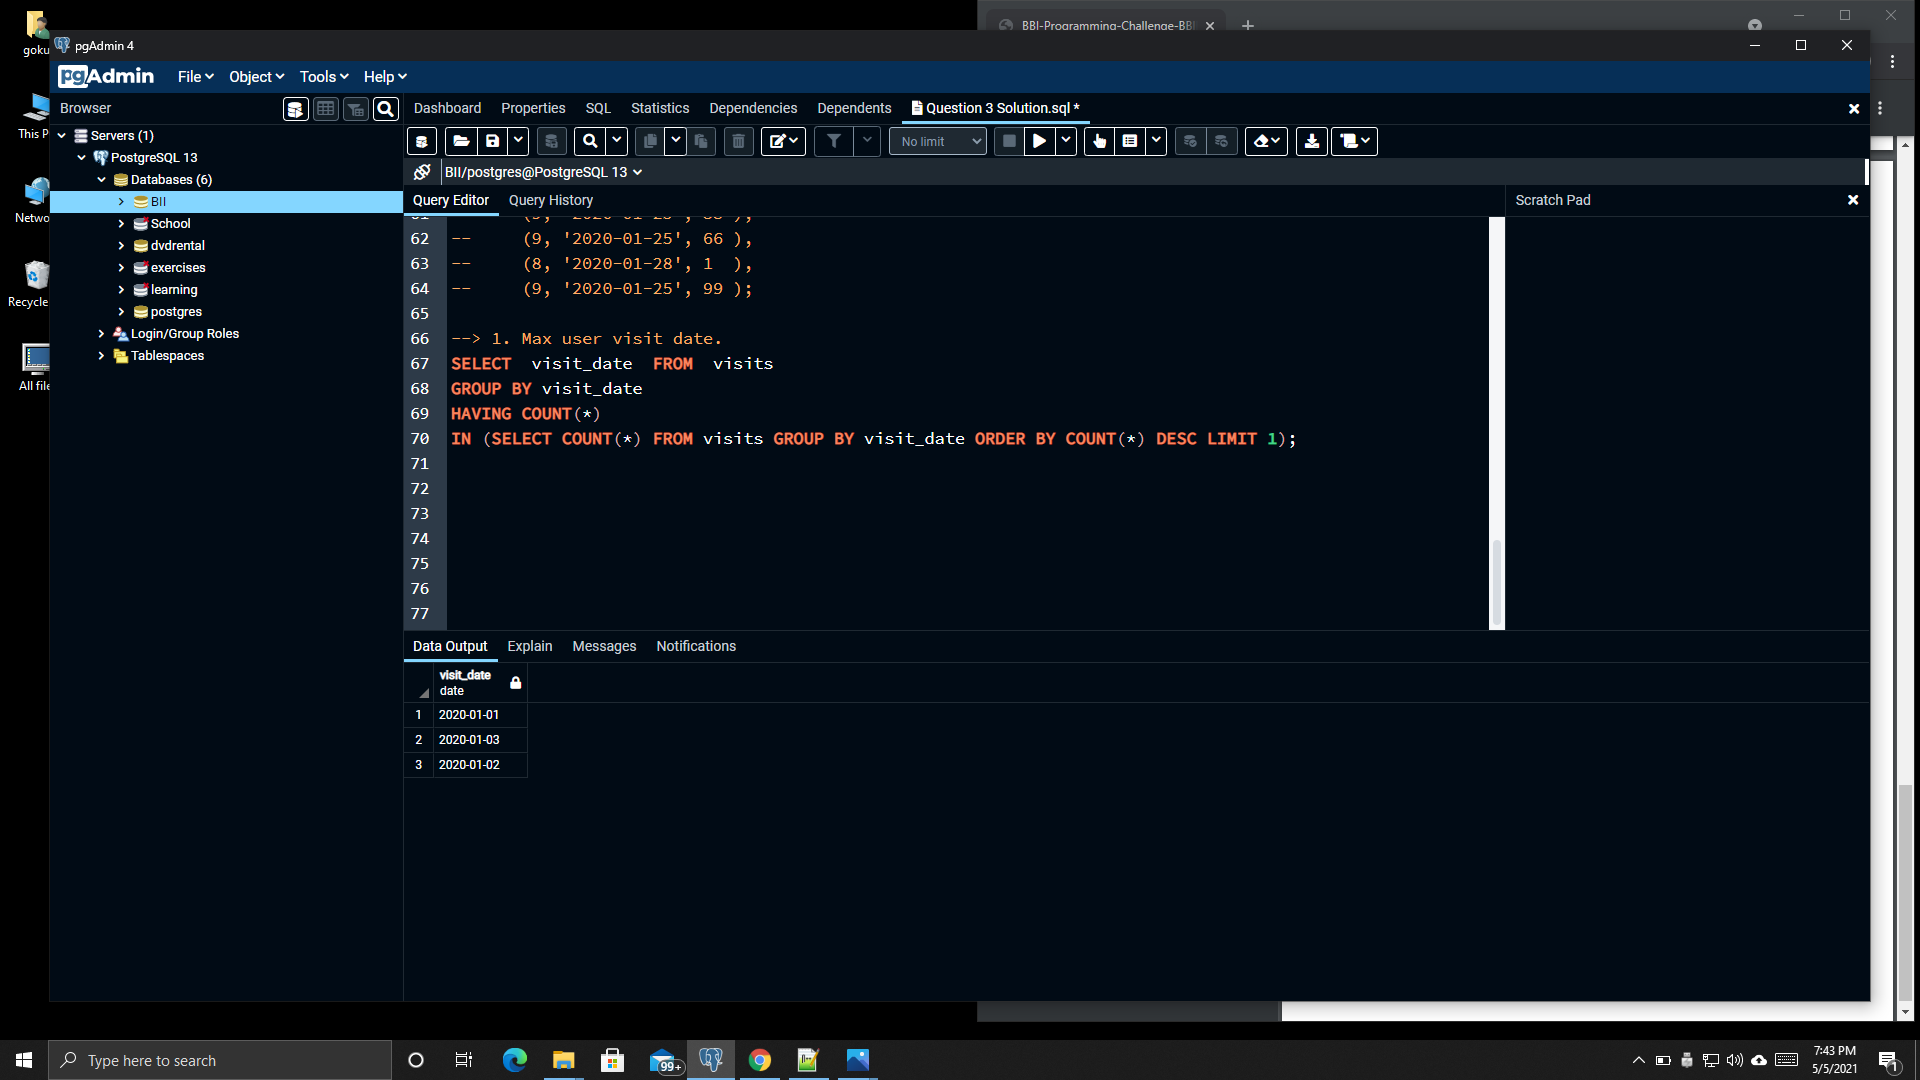 BBI-Programming-Challenge-BBI
goku
pgAdmin 4
pgAdmin
File
Object
Tools
Help
Browser
Dashboard
Properties
SQL
Statistics
Dependencies
Dependents
Question 3 Solution.sql *
This P
Servers (1)
PostgreSQL 13
Databases (6)
BII
School
dvdrental
exercises
learning
postgres
Login/Group Roles
Tablespaces
Netwo
Recycle
All file
No limit
BII/postgres@PostgreSQL 13
Query Editor
Query History
Scratch Pad
62 -- (9, '2020-01-25', 66 ),
63 -- (8, '2020-01-28', 1 ),
64 -- (9, '2020-01-25', 99 );
65
66 --> 1. Max user visit date.
67 SELECT visit_date FROM visits
68 GROUP BY visit_date
69 HAVING COUNT(*)
70 IN (SELECT COUNT(*) FROM visits GROUP BY visit_date ORDER BY COUNT(*) DESC LIMIT 1);
71
72
73
74
75
76
77
Data Output
Explain
Messages
Notifications
visit_date
date
1 2020-01-01
2 2020-01-03
3 2020-01-02
Type here to search
99+
7:43 PM
5/5/2021
1